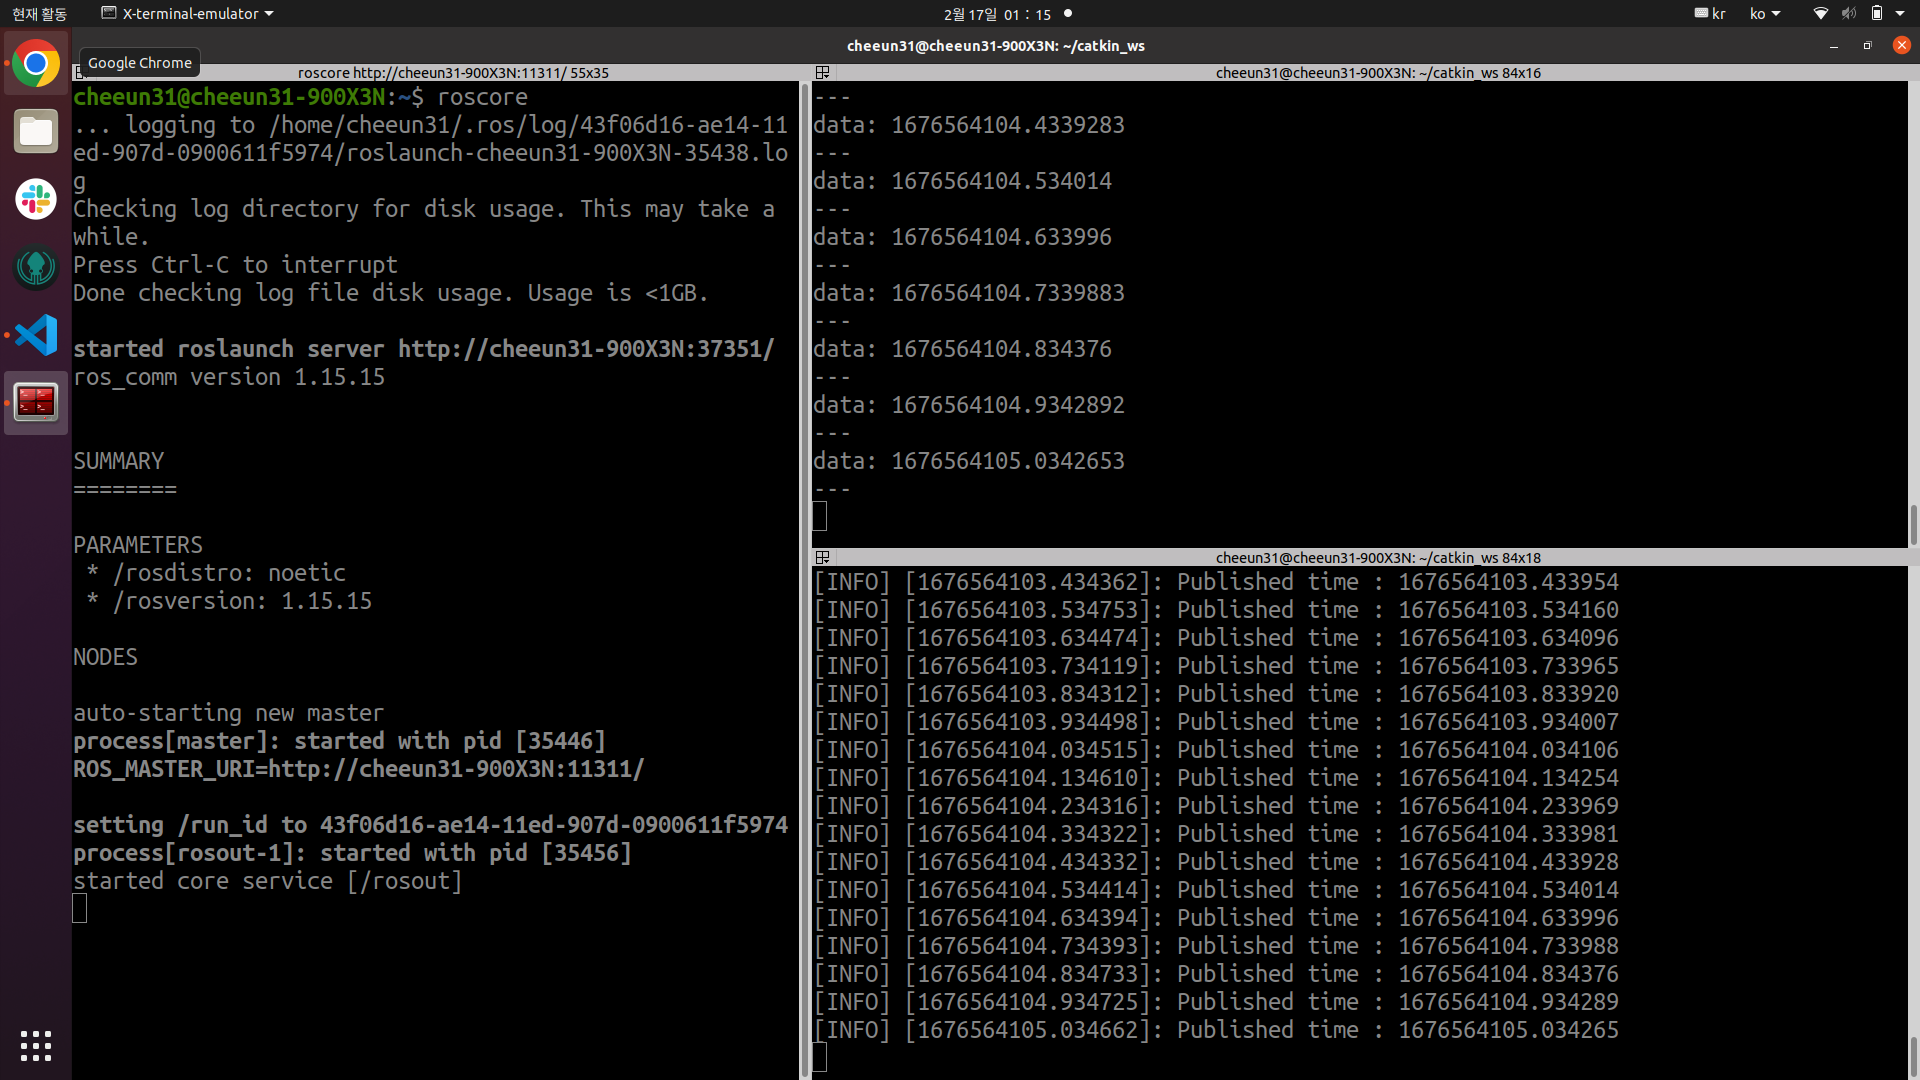 현재 활동
X-terminal-emulator
2월 17일 01 : 15
kr
ko
cheeun31@cheeun31-900X3N: ~/catkin_ws
Google Chrome
roscore http://cheeun31-900X3N:11311/ 55x35
cheeun31@cheeun31-900X3N:~$ roscore
... logging to /home/cheeun31/.ros/log/43f06d16-ae14-11
ed-907d-0900611f5974/roslaunch-cheeun31-900X3N-35438.lo
g
Checking log directory for disk usage. This may take a
while.
Press Ctrl-C to interrupt
Done checking log file disk usage. Usage is <1GB.
started roslaunch server http://cheeun31-900X3N:37351/
ros_comm version 1.15.15
SUMMARY
========
PARAMETERS
* /rosdistro: noetic
* /rosversion: 1.15.15
NODES
auto-starting new master
process[master]: started with pid [35446]
ROS_MASTER_URI=http://cheeun31-900X3N:11311/
setting /run_id to 43f06d16-ae14-11ed-907d-0900611f5974
process[rosout-1]: started with pid [35456]
started core service [/rosout]
cheeun31@cheeun31-900X3N: ~/catkin_ws 84x16
---
data: 1676564104.4339283
---
data: 1676564104.534014
---
data: 1676564104.633996
---
data: 1676564104.7339883
---
data: 1676564104.834376
---
data: 1676564104.9342892
---
data: 1676564105.0342653
---
cheeun31@cheeun31-900X3N: ~/catkin_ws 84x18
[INFO] [1676564103.434362]: Published time : 1676564103.433954
[INFO] [1676564103.534753]: Published time : 1676564103.534160
[INFO] [1676564103.634474]: Published time : 1676564103.634096
[INFO] [1676564103.734119]: Published time : 1676564103.733965
[INFO] [1676564103.834312]: Published time : 1676564103.833920
[INFO] [1676564103.934498]: Published time : 1676564103.934007
[INFO] [1676564104.034515]: Published time : 1676564104.034106
[INFO] [1676564104.134610]: Published time : 1676564104.134254
[INFO] [1676564104.234316]: Published time : 1676564104.233969
[INFO] [1676564104.334322]: Published time : 1676564104.333981
[INFO] [1676564104.434332]: Published time : 1676564104.433928
[INFO] [1676564104.534414]: Published time : 1676564104.534014
[INFO] [1676564104.634394]: Published time : 1676564104.633996
[INFO] [1676564104.734393]: Published time : 1676564104.733988
[INFO] [1676564104.834733]: Published time : 1676564104.834376
[INFO] [1676564104.934725]: Published time : 1676564104.934289
[INFO] [1676564105.034662]: Published time : 1676564105.034265